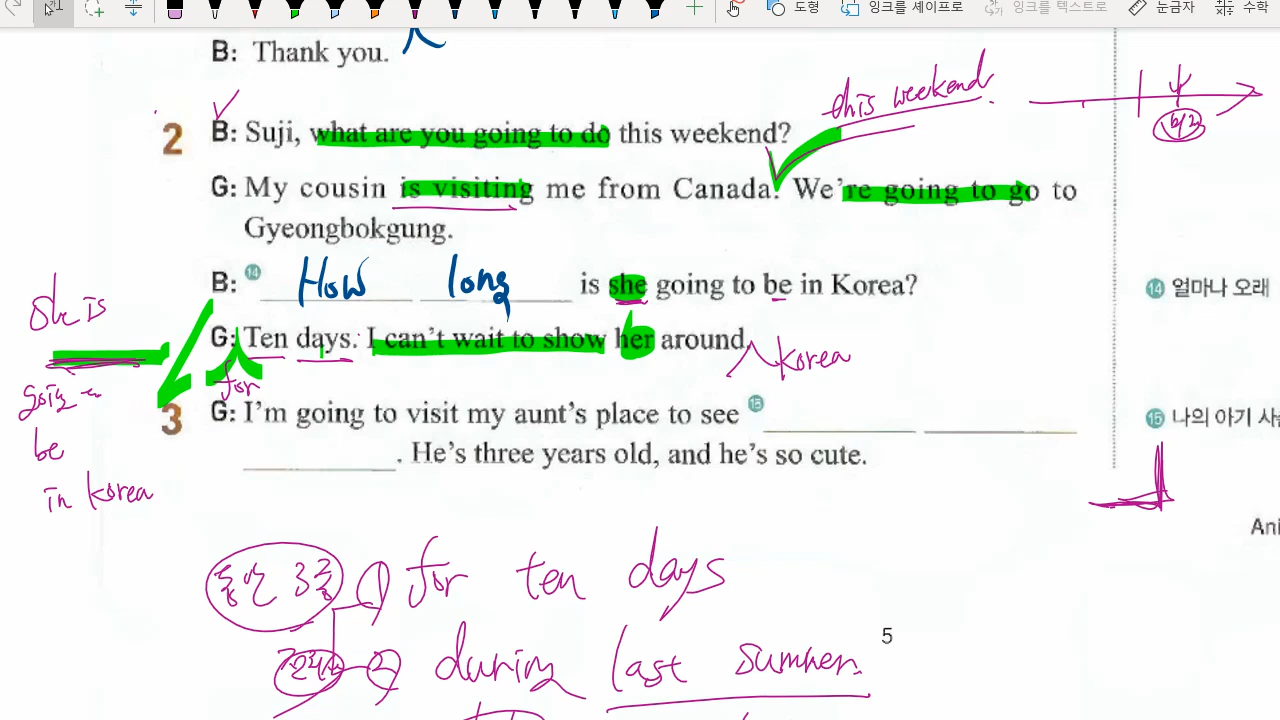 도형 잉크를 셰이프로 잉크를 텍스트로 눈금자 수학
B: Thank you.
this weekend.
2 B: Suji, what are you going to do this weekend?
G: My cousin is visiting me from Canada. We're going to go to
Gyeongbokgung.
B: 14 How long is she going to be in Korea?
14 얼마나 오래
She is
G: Ten days. I can't wait to show her around.
Korea
for
going
3 G: I'm going to visit my aunt's place to see 15
15 나의 아기
be
. He's three years old, and he's so cute.
in Korea
Ani
동안 3종 ① for ten days
5
② during last summer.